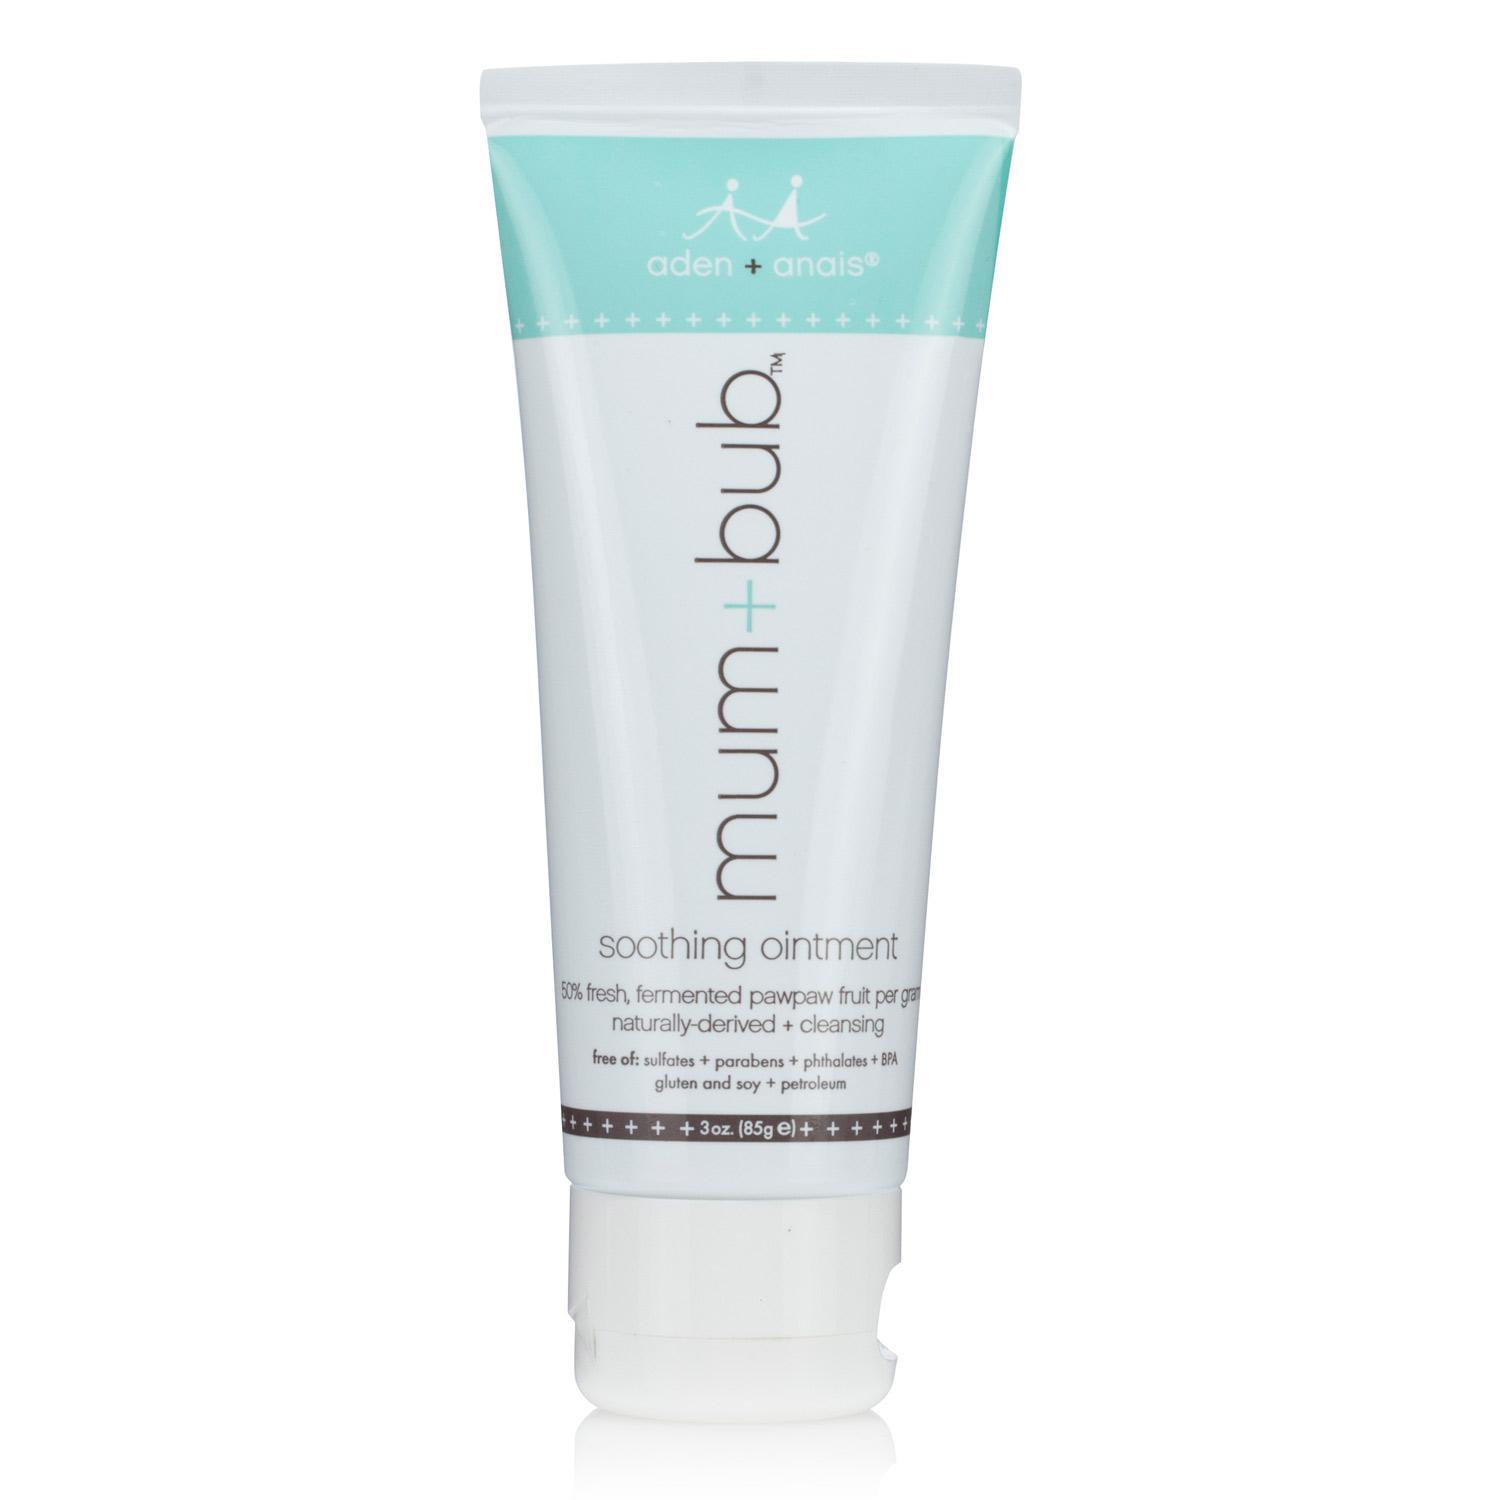 aden + anais®
mum + bub™
soothing ointment
50% fresh, fermented pawpaw fruit per gram
naturally-derived + cleansing
free of: sulfates + parabens + phthalates + BPA
gluten and soy + petroleum
3 oz. (85g e)